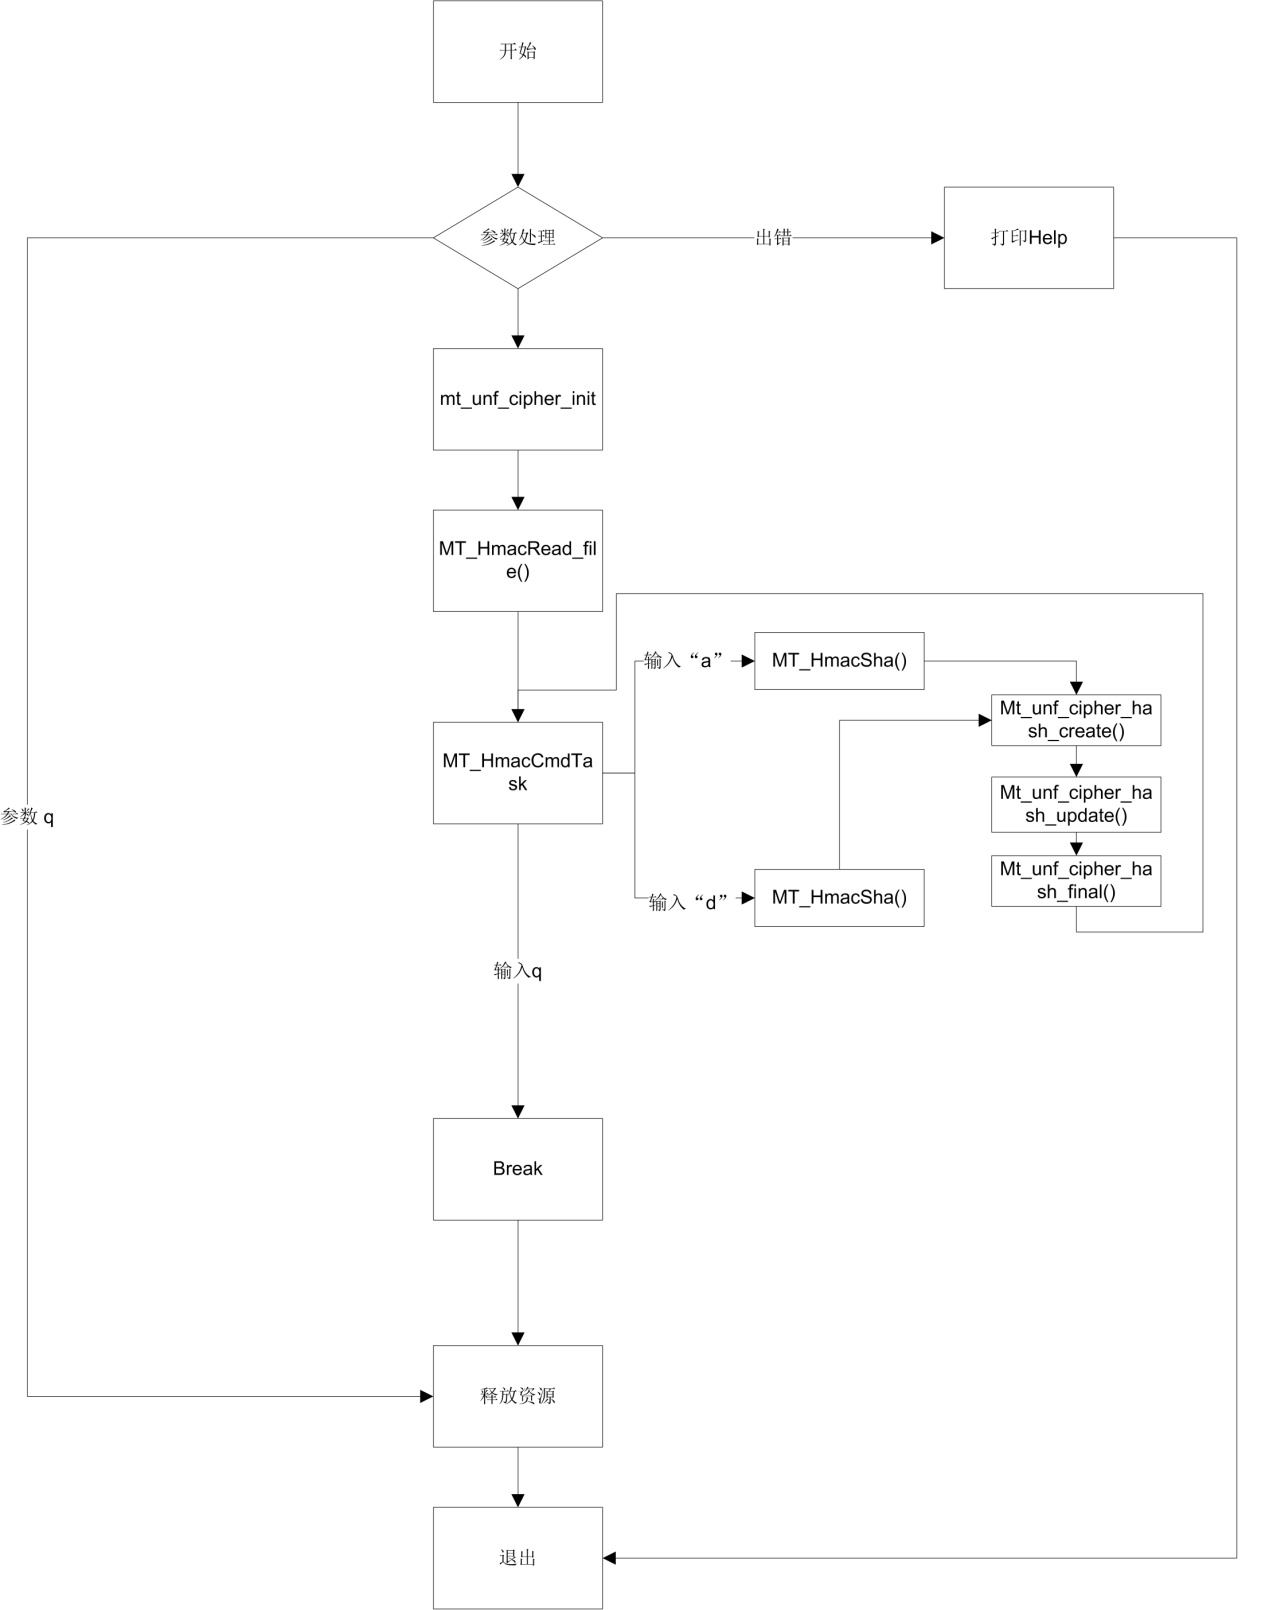 开始
参数处理
出错
打印Help
mt_unf_cipher_init
MT_HmacRead_fil
e()
输入“a”
MT_HmacSha()
Mt_unf_cipher_ha
sh_create()
MT_HmacCmdTa
sk
Mt_unf_cipher_ha
sh_update()
参数 q
Mt_unf_cipher_ha
sh_final()
输入“d”
MT_HmacSha()
输入q
Break
释放资源
退出